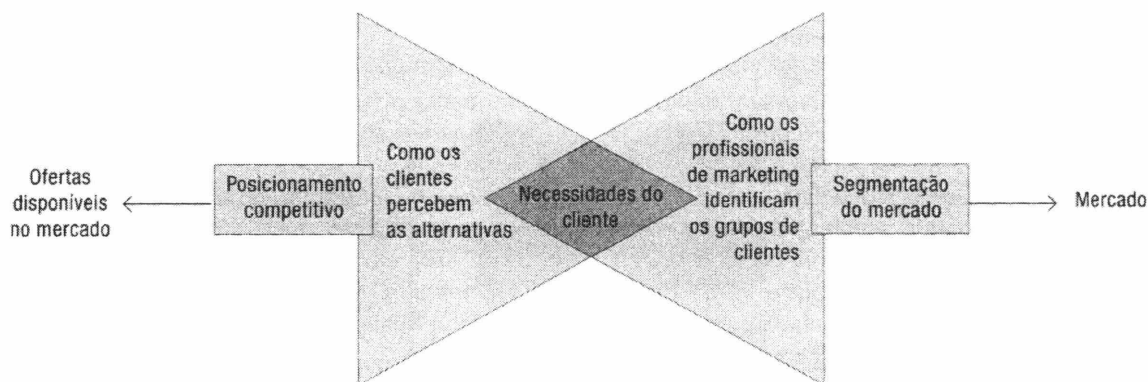 Ofertas
disponíveis
no mercado
Posicionamento
competitivo
Como os
clientes
percebem
as alternativas
Necessidades do
cliente
Como os
profissionais
de marketing
identificam
os grupos de
clientes
Segmentação
do mercado
Mercado